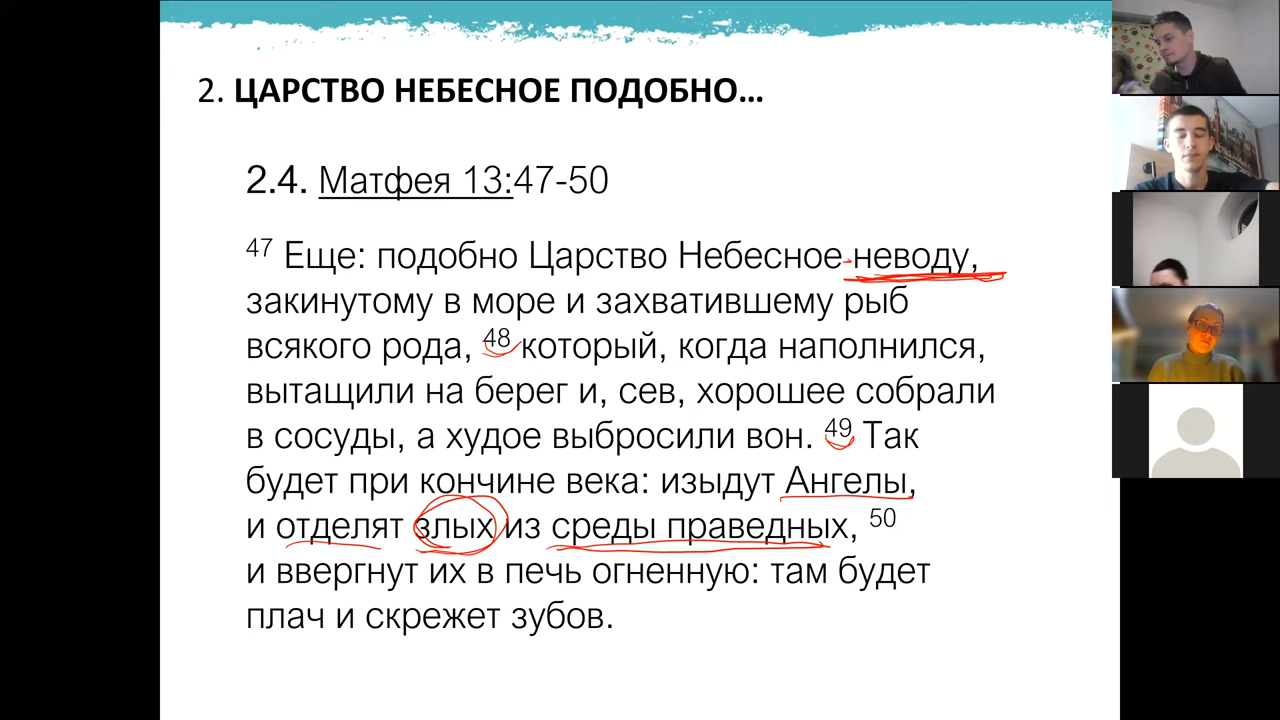 2. ЦАРСТВО НЕБЕСНОЕ ПОДОБНО...
2.4. Матфея 13:47-50
47 Еще: подобно Царство Небесное неводу,
закинутому в море и захватившему рыб
всякого рода, 48 который, когда наполнился,
вытащили на берег и, сев, хорошее собрали
в сосуды, а худое выбросили вон. 49 Так
будет при кончине века: изыдут Ангелы,
и отделят злых из среды праведных, 50
и ввергнут их в печь огненную: там будет
плач и скрежет зубов.